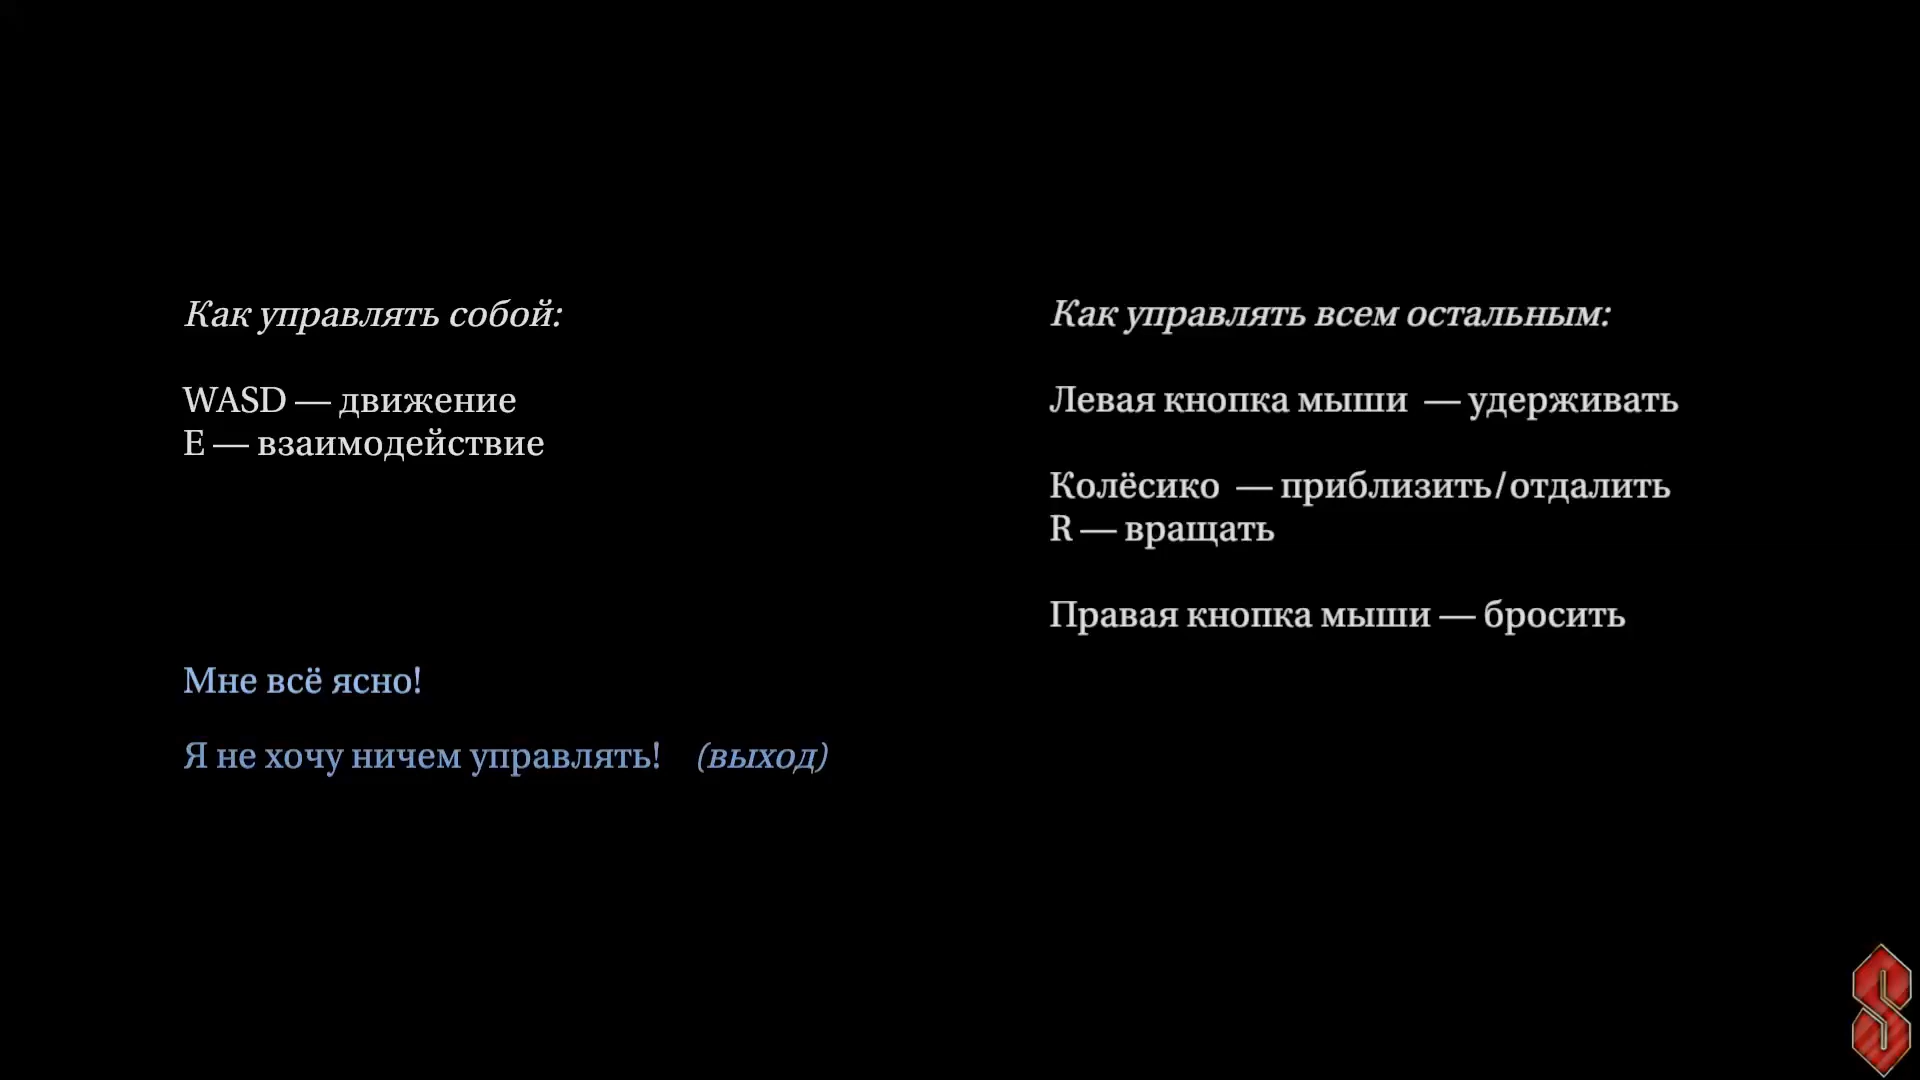 Как управлять собой:
WASD — движение
E — взаимодействие
Мне всё ясно!
Я не хочу ничем управлять! (выход)
Как управлять всем остальным:
Левая кнопка мыши — удерживать
Колёсико — приблизить/отдалить
R — вращать
Правая кнопка мыши — бросить